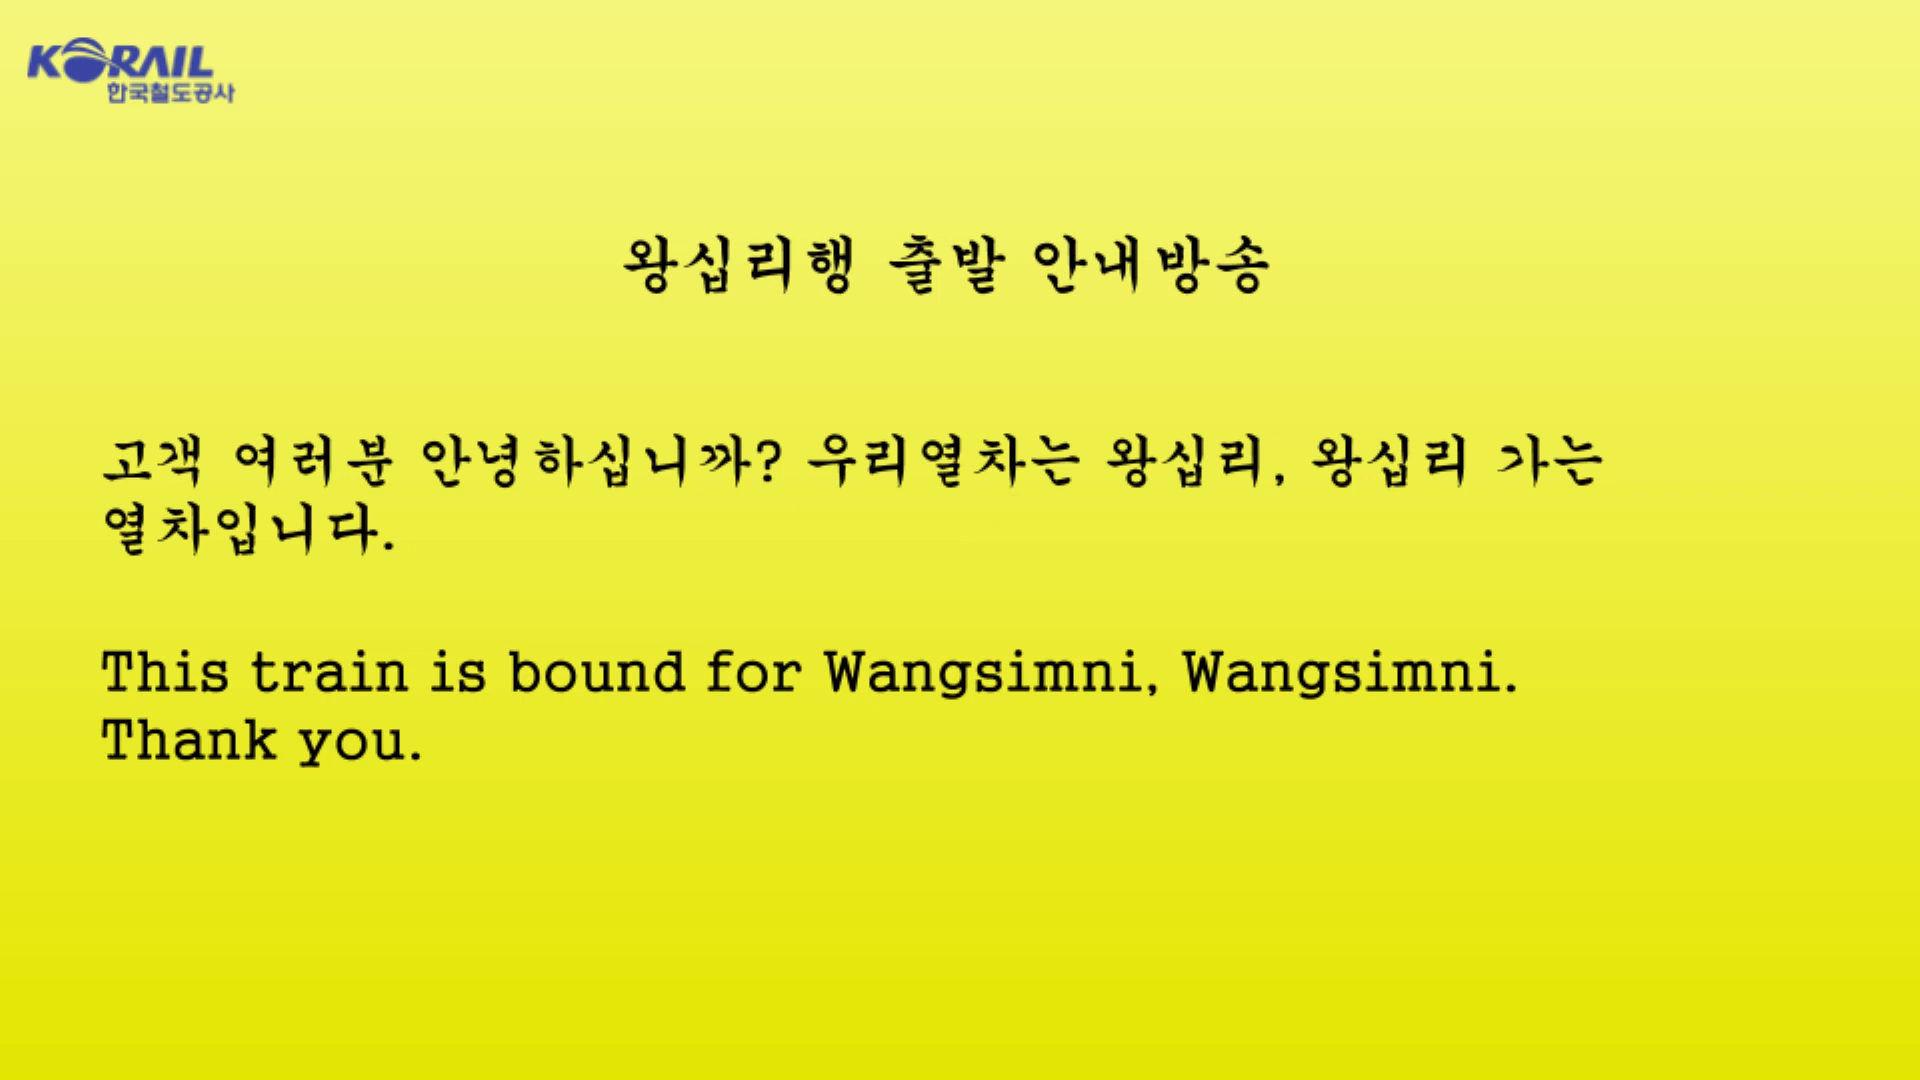 KORAIL
한국철도공사
왕십리행 출발 안내방송
고객 여러분 안녕하십니까? 우리열차는 왕십리, 왕십리 가는
열차입니다.
This train is bound for Wangsimni, Wangsimni.
Thank you.